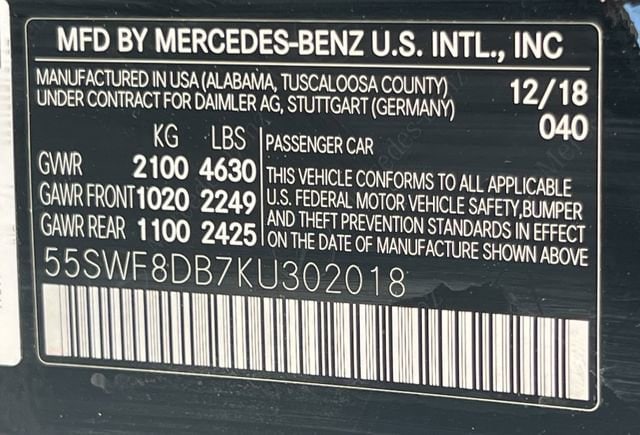 MFD BY MERCEDES-BENZ U.S. INTL., INC
MANUFACTURED IN USA (ALABAMA, TUSCALOOSA COUNTY)
UNDER CONTRACT FOR DAIMLER AG, STUTTGART (GERMANY)
12/18
040
KG LBS
GVWR 2100 4630
GAWR FRONT 1020 2249
GAWR REAR 1100 2425
PASSENGER CAR
THIS VEHICLE CONFORMS TO ALL APPLICABLE
U.S. FEDERAL MOTOR VEHICLE SAFETY,BUMPER
AND THEFT PREVENTION STANDARDS IN EFFECT
ON THE DATE OF MANUFACTURE SHOWN ABOVE
55SWF8DB7KU302018